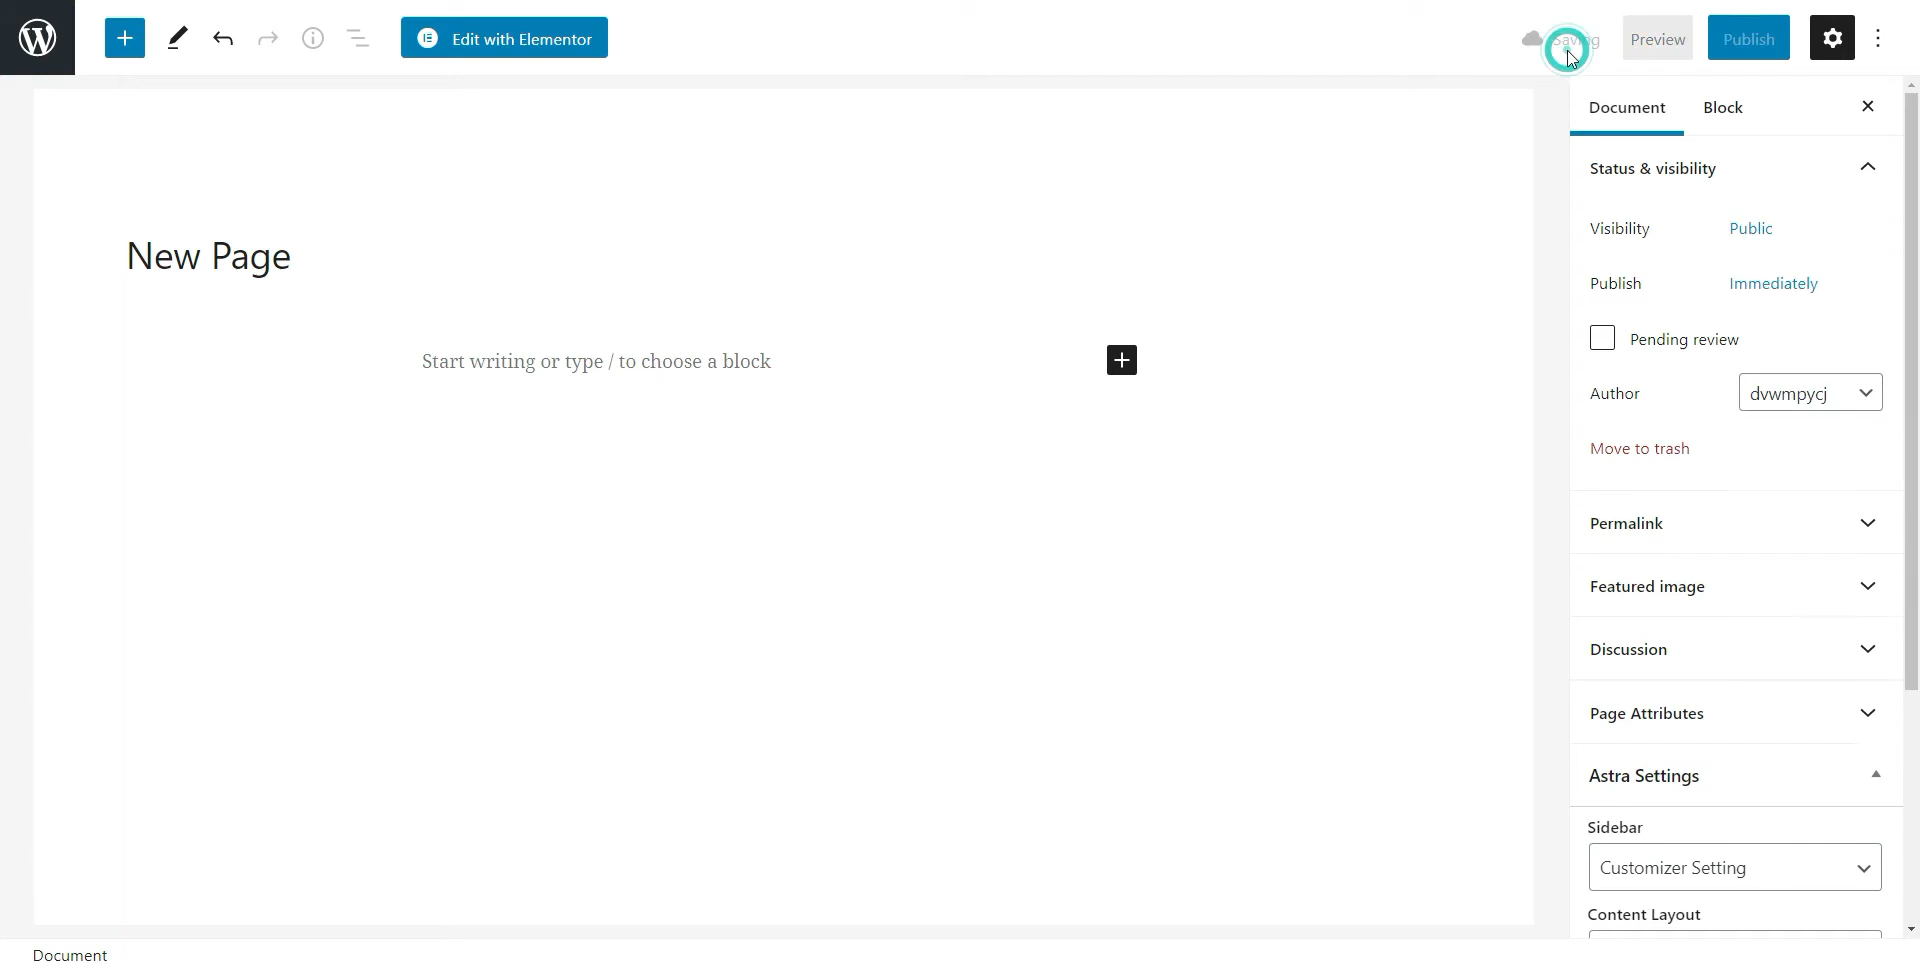 Edit with Elementor
Saving
Preview
Publish
Document
Block
Status & visibility
Visibility
Public
Publish
Immediately
Pending review
Author
dvwmpycj
Move to trash
Permalink
Featured image
Discussion
Page Attributes
Astra Settings
Sidebar
Customizer Setting
Content Layout
New Page
Start writing or type / to choose a block
Document